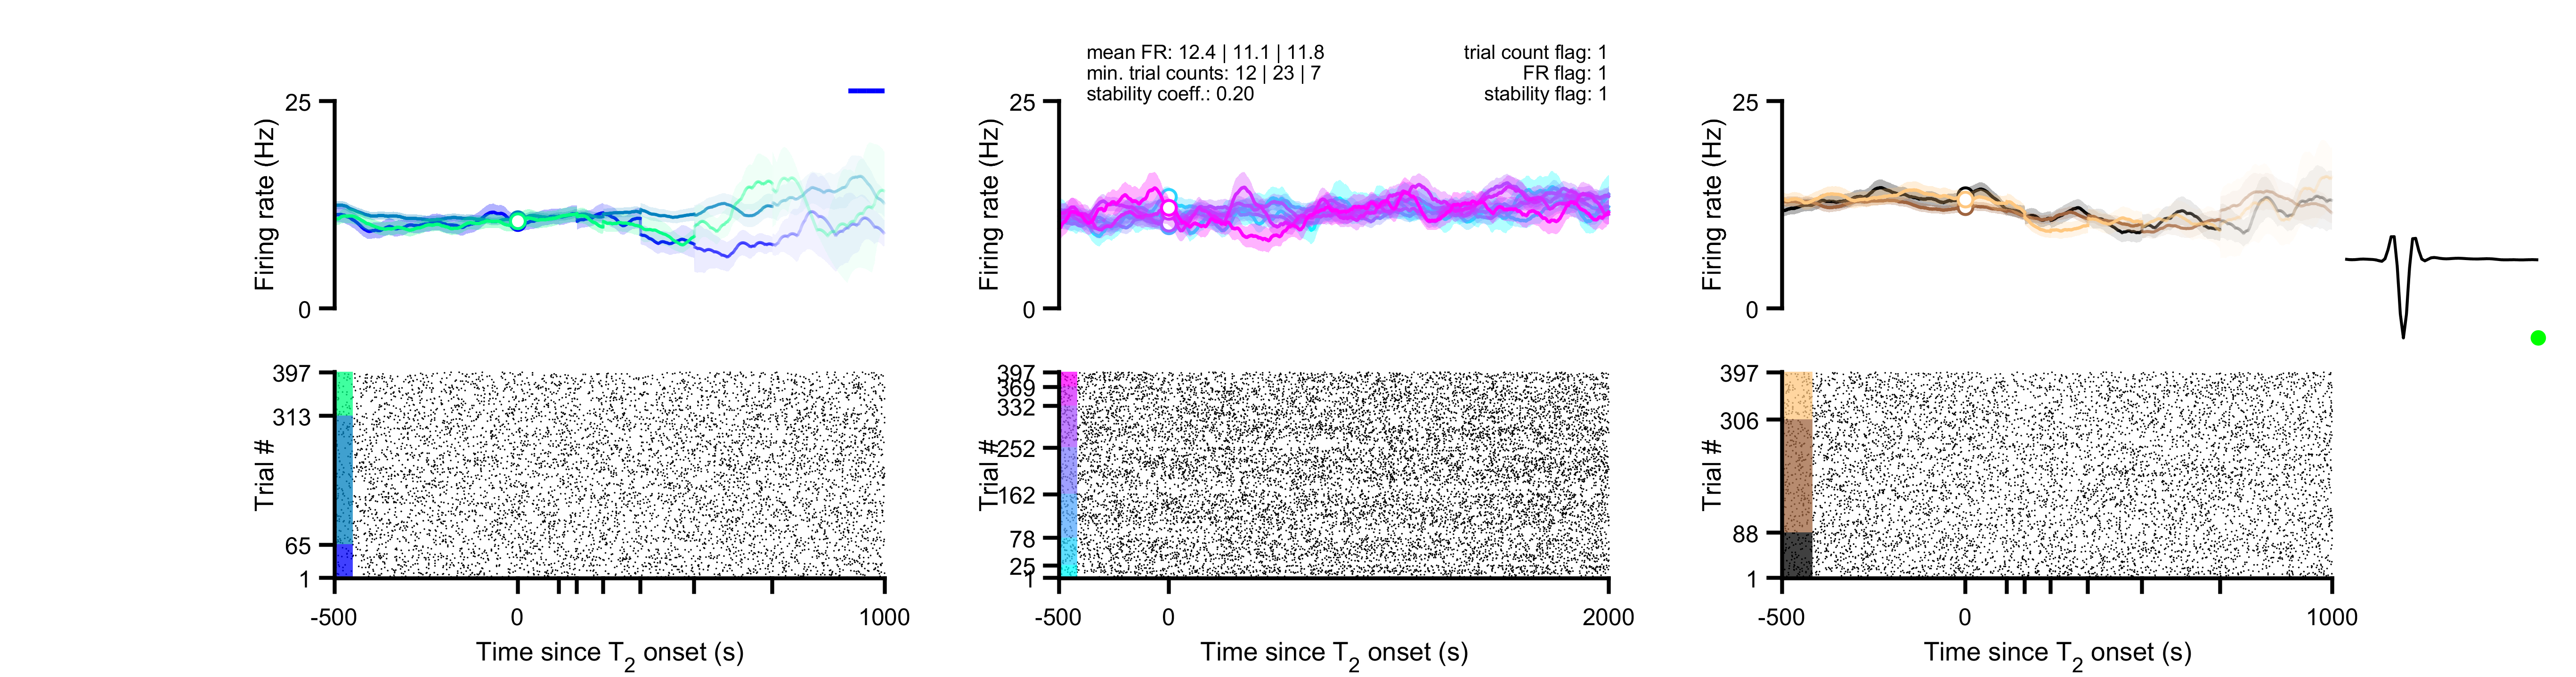 mean FR: 12.4 | 11.1 | 11.8
min. trial counts: 12 | 23 | 7
stability coeff.: 0.20
trial count flag: 1
FR flag: 1
stability flag: 1
25
Firing rate (Hz)
0
25
Firing rate (Hz)
0
25
Firing rate (Hz)
0
397
313
Trial #
65
1
-500
0
1000
Time since T2 onset (s)
397
369
332
Trial #
252
162
78
25
1
-500
0
2000
Time since T2 onset (s)
397
306
Trial #
88
1
-500
0
1000
Time since T2 onset (s)